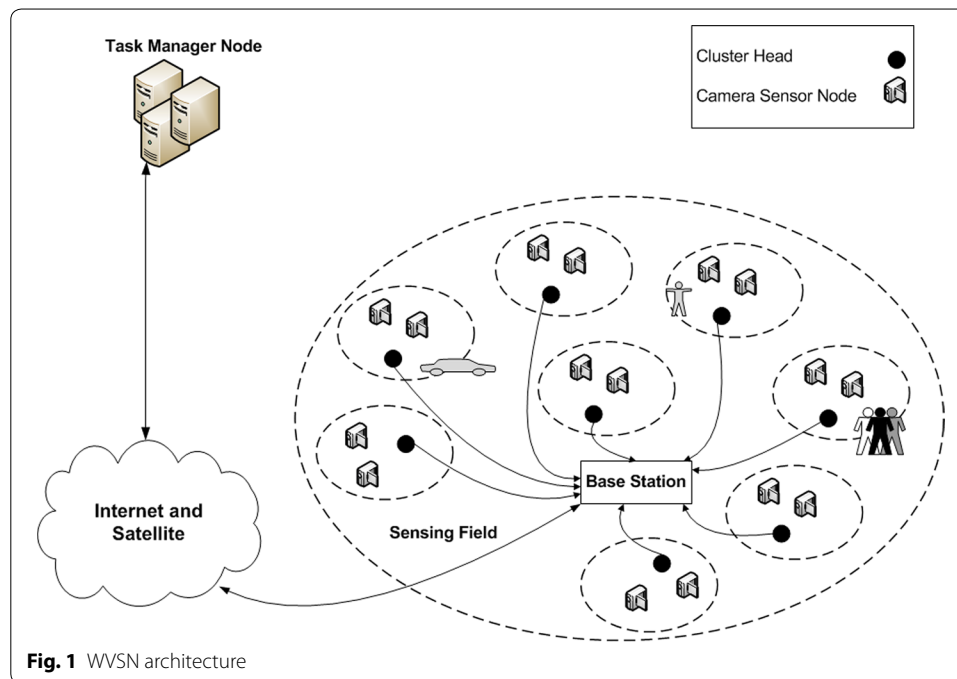 Task Manager Node
Cluster Head
Camera Sensor Node
Base Station
Internet and
Satellite
Sensing Field
Fig. 1 WVSN architecture